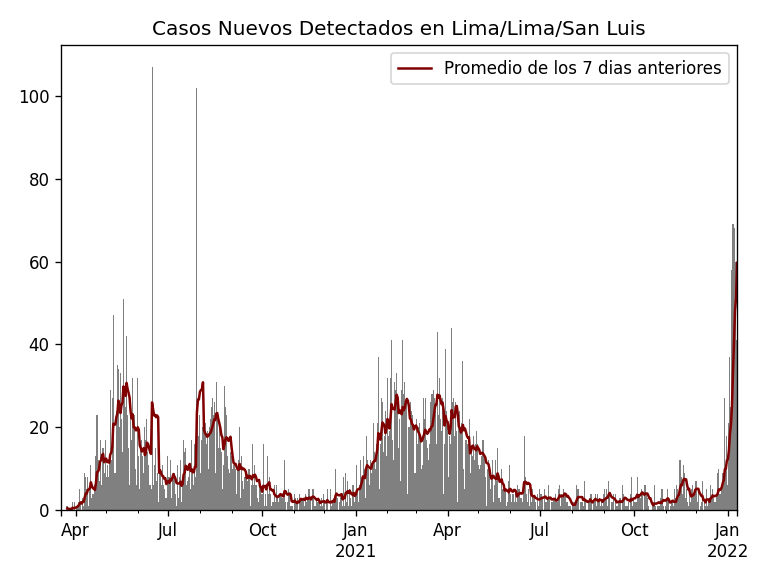 Casos Nuevos Detectados en Lima/Lima/San Luis
Promedio de los 7 dias anteriores
100
80
60
40
20
0
Apr Jul Oct Jan Apr Jul Oct Jan
2021 2022